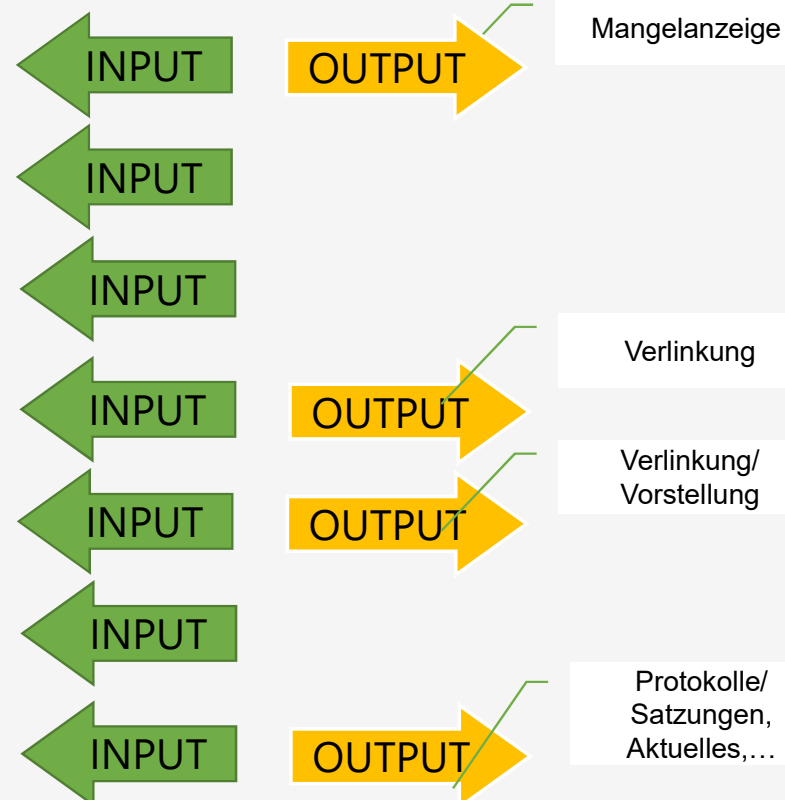 Mangelanzeige
INPUT
OUTPUT
INPUT
INPUT
Verlinkung
INPUT
OUTPUT
Verlinkung/
Vorstellung
INPUT
OUTPUT
INPUT
Protokolle/
Satzungen,
Aktuelles,…
INPUT
OUTPUT